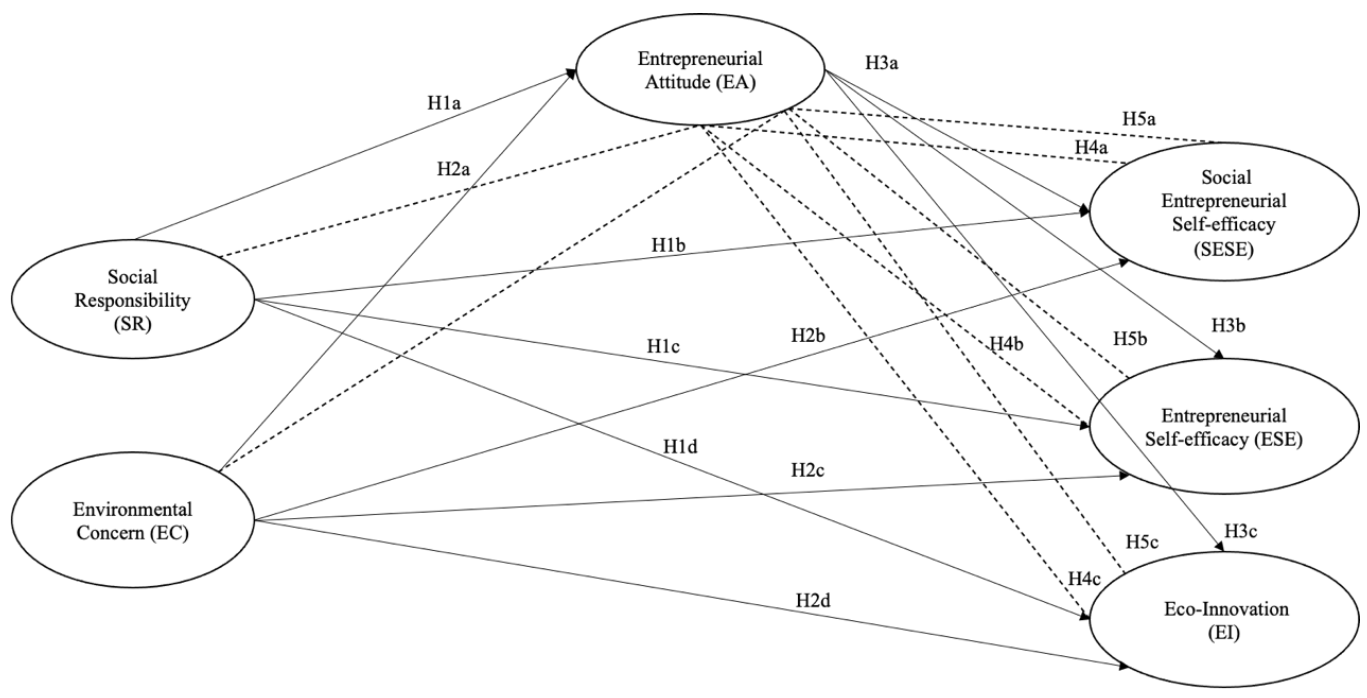 Entrepreneurial
Attitude (EA)
H3a
H1a
H5a
H4a
H2a
Social
Entrepreneurial
Self-efficacy
(SESE)
H1b
Social
Responsibility
(SR)
H2b
H1c
H4b
H5b
H3b
Entrepreneurial
Self-efficacy (ESE)
H1d
H2c
Environmental
Concern (EC)
H5c
H3c
H4c
H2d
Eco-Innovation
(EI)